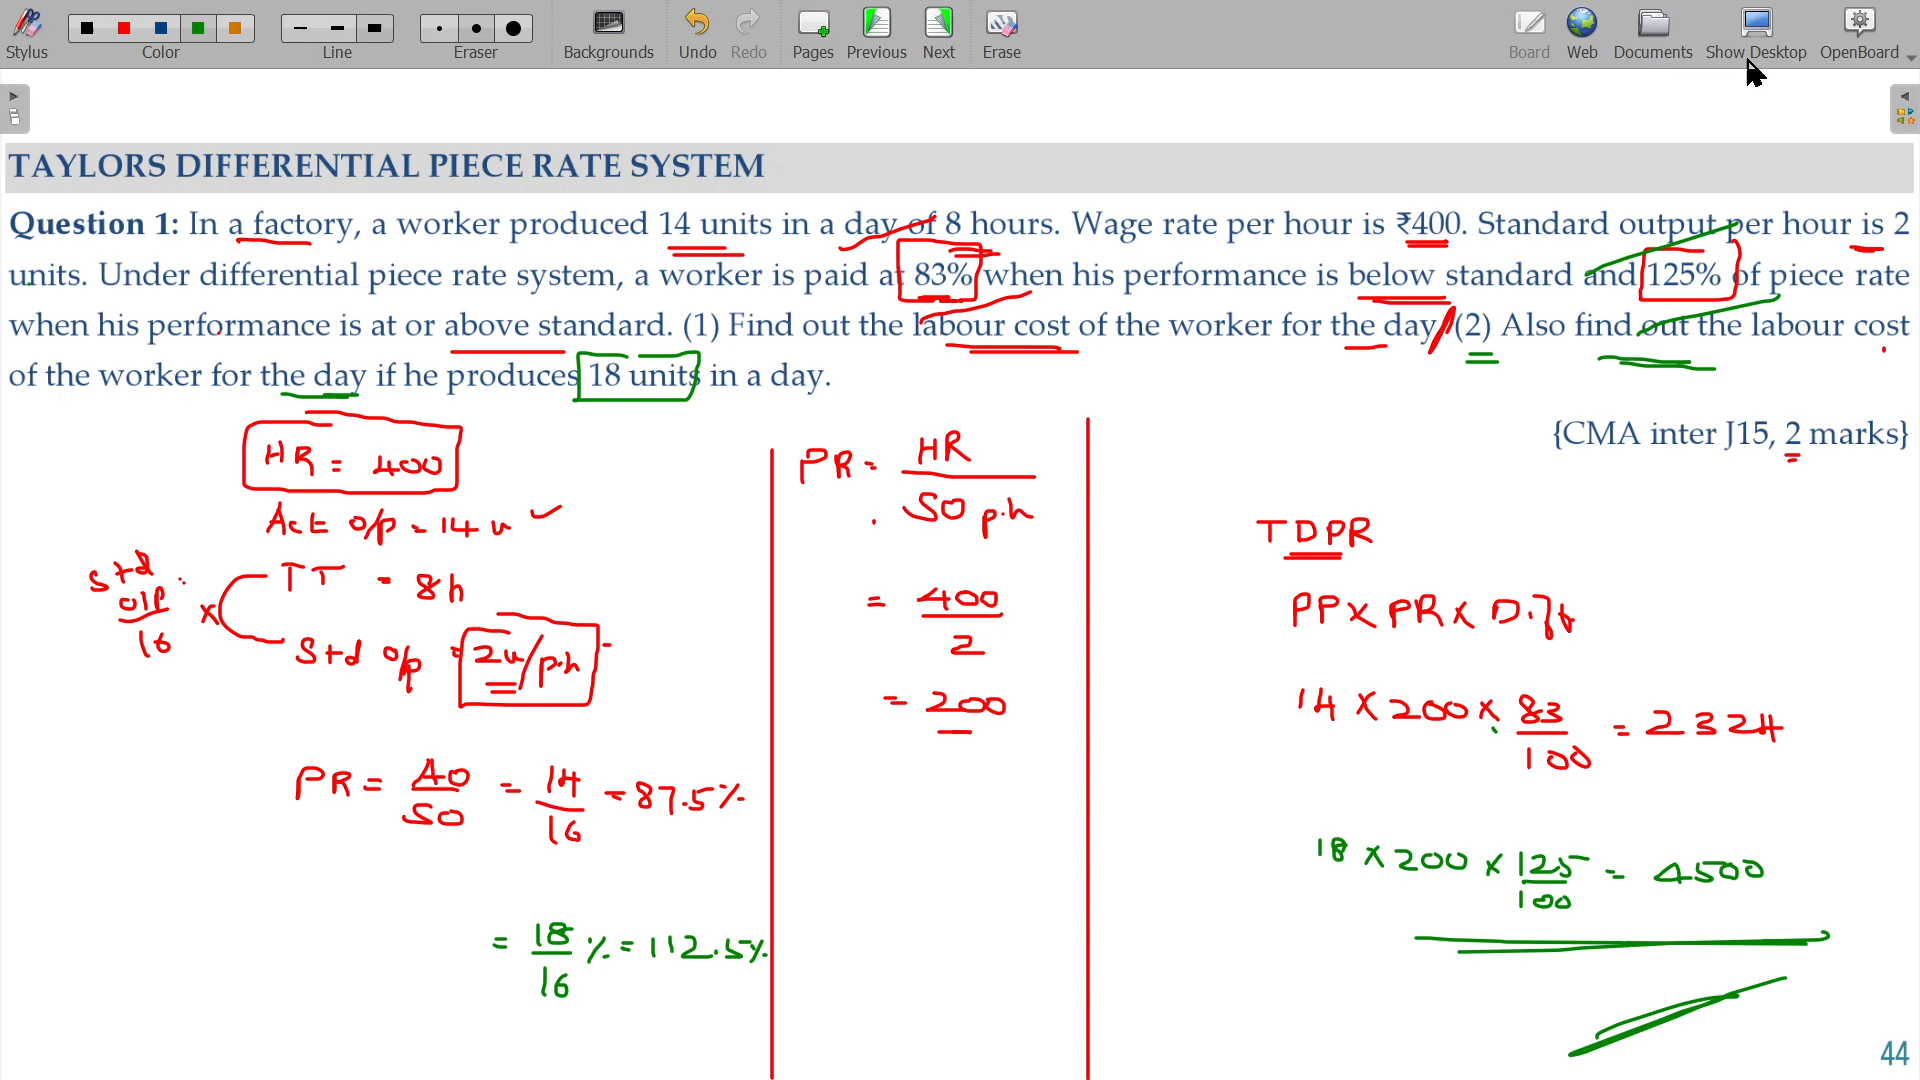 Stylus
Color
Line
Eraser
Backgrounds
Undo
Redo
Pages
Previous
Next
Erase
Board
Web
Documents
Show Desktop
OpenBoard
TAYLORS DIFFERENTIAL PIECE RATE SYSTEM
Question 1: In a factory, a worker produced 14 units in a day of 8 hours. Wage rate per hour is ₹400. Standard output per hour is 2
units. Under differential piece rate system, a worker is paid at 83% when his performance is below standard and 125% of piece rate
when his performance is at or above standard. (1) Find out the labour cost of the worker for the day (2) Also find out the labour cost
of the worker for the day if he produces 18 units in a day.
{CMA inter J15, 2 marks}
HR = 400
Act o/p = 14 u
TT = 8h
Std o/p = 2u/p.h
Std
o/p
16
x
PR = AO/SO = 14/16 = 87.5%
= 18/16 % = 112.5%
PR = HR/SO p.h
= 400/2
= 200
TDPR
PP x PR x Dift
14 x 200 x 83/100 = 2324
18 x 200 x 125/100 = 4500
44